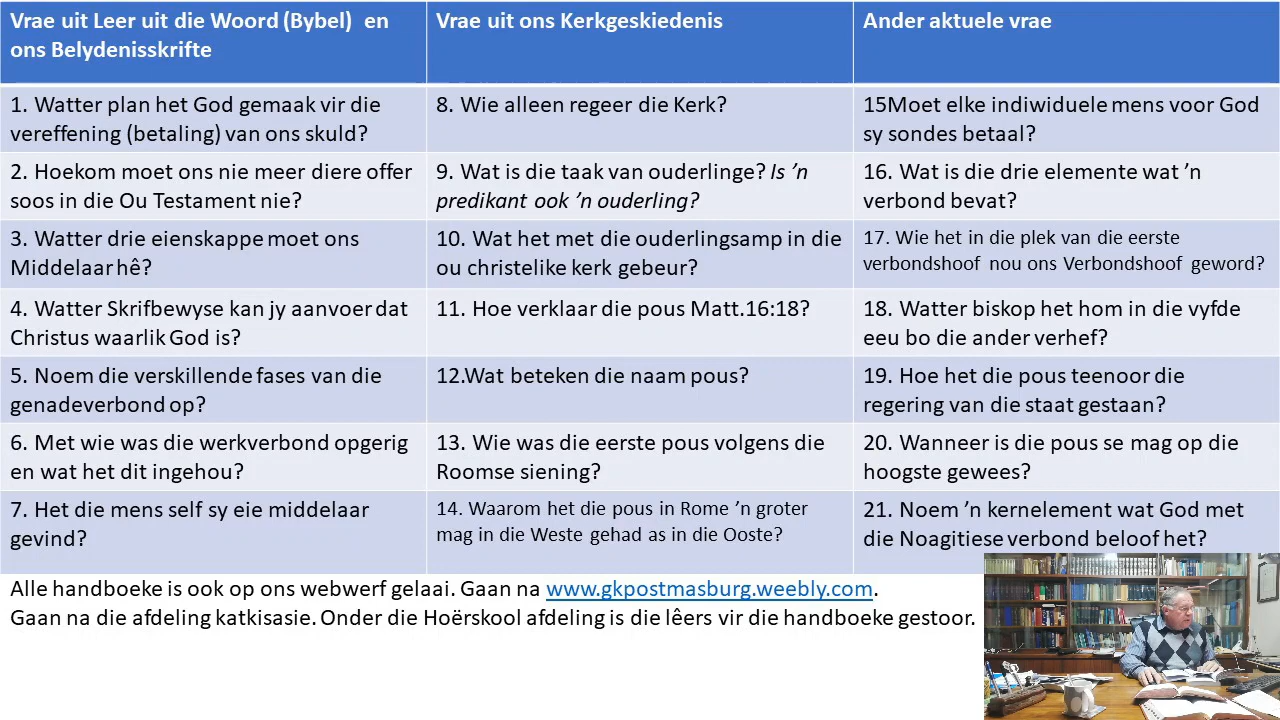 Vrae uit Leer uit die Woord (Bybel) en
ons Belydenisskrifte
Vrae uit ons Kerkgeskiedenis
Ander aktuele vrae
1. Watter plan het God gemaak vir die
vereffening (betaling) van ons skuld?
8. Wie alleen regeer die Kerk?
15Moet elke indiwiduele mens voor God
sy sondes betaal?
2. Hoekom moet ons nie meer diere offer
soos in die Ou Testament nie?
9. Wat is die taak van ouderlinge? Is ’n
predikant ook ’n ouderling?
16. Wat is die drie elemente wat ’n
verbond bevat?
3. Watter drie eienskappe moet ons
Middelaar hê?
10. Wat het met die ouderlingsamp in die
ou christelike kerk gebeur?
17. Wie het in die plek van die eerste
verbondshoof nou ons Verbondshoof geword?
4. Watter Skrifbewyse kan jy aanvoer dat
Christus waarlik God is?
11. Hoe verklaar die pous Matt.16:18?
18. Watter biskop het hom in die vyfde
eeu bo die ander verhef?
5. Noem die verskillende fases van die
genadeverbond op?
12.Wat beteken die naam pous?
19. Hoe het die pous teenoor die
regering van die staat gestaan?
6. Met wie was die werkverbond opgerig
en wat het dit ingehou?
13. Wie was die eerste pous volgens die
Roomse siening?
20. Wanneer is die pous se mag op die
hoogste gewees?
7. Het die mens self sy eie middelaar
gevind?
14. Waarom het die pous in Rome ’n groter
mag in die Weste gehad as in die Ooste?
21. Noem ’n kernelement wat God met
die Noagitiese verbond beloof het?
Alle handboeke is ook op ons webwerf gelaai. Gaan na www.gkpostmasburg.weebly.com.
Gaan na die afdeling katkisasie. Onder die Hoërskool afdeling is die lêers vir die handboeke gestoor.